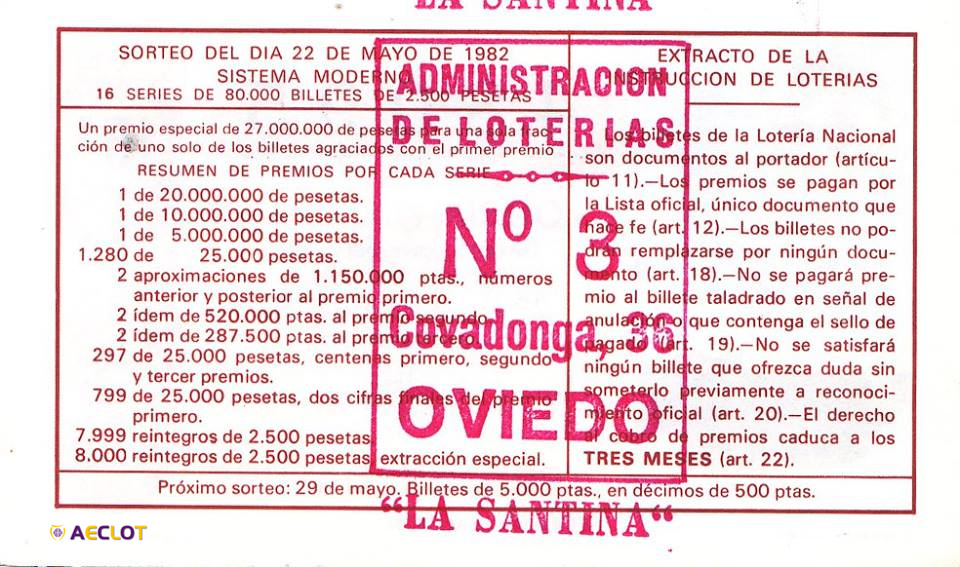 "LA SANTINA"
SORTEO DEL DIA 22 DE MAYO DE 1982
SISTEMA MODERNO
16 SERIES DE 80.000 BILLETES DE 2.500 PESETAS
Un premio especial de 27.000.000 de pesetas para una sola frac-
ción de uno solo de los billetes agraciados con el primer premio
RESUMEN DE PREMIOS POR CADA SERIE
1 de 20.000.000 de pesetas.
1 de 10.000.000 de pesetas.
1 de 5.000.000 de pesetas.
1.280 de 25.000 pesetas.
2 aproximaciones de 1.150.000 ptas., números
anterior y posterior al premio primero.
2 ídem de 520.000 ptas. al premio segundo.
2 ídem de 287.500 ptas. al premio tercero.
297 de 25.000 pesetas, centenas primero, segundo
y tercer premios.
799 de 25.000 pesetas, dos cifras finales del premio
primero.
7.999 reintegros de 2.500 pesetas.
8.000 reintegros de 2.500 pesetas, extracción especial.
EXTRACTO DE LA
INSTRUCCION DE LOTERIAS
Los billetes de la Lotería Nacional
son documentos al portador (artícu-
lo 11).—Los premios se pagan por
la Lista oficial, único documento que
hace fe (art. 12).—Los billetes no po-
drán remplazarse por ningún docu-
mento (art. 18).—No se pagará pre-
mio al billete taladrado en señal de
anulación o que contenga el sello de
pagado (art. 19).—No se satisfará
ningún billete que ofrezca duda sin
someterlo previamente a reconoci-
miento oficial (art. 20).—El derecho
al cobro de premios caduca a los
TRES MESES (art. 22).
Próximo sorteo: 29 de mayo. Billetes de 5.000 ptas., en décimos de 500 ptas.
ADMINISTRACION
DE LOTERIAS
Nº 3
Covadonga, 36
OVIEDO
"LA SANTINA"
AECLOT